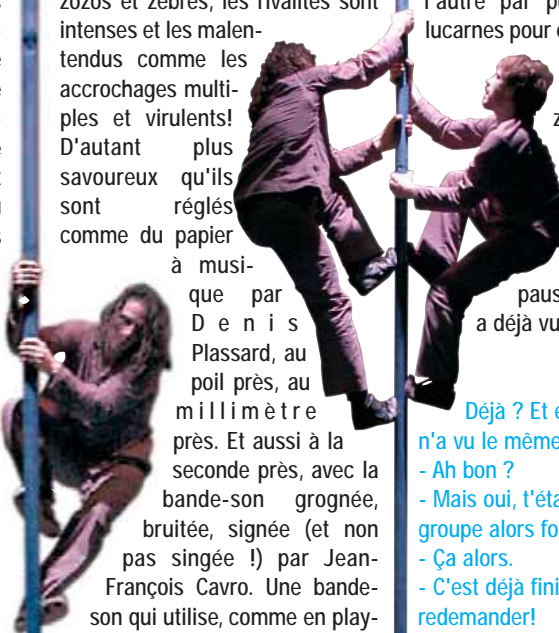 zozos et zèbres, les rivalités sont
intenses et les malen-
tendus comme les
accrochages multi-
ples et virulents!
D'autant plus
savoureux qu'ils
sont réglés
comme du papier
à musi-
que par
Denis
Plassard, au
poil près, au
millimètre
près. Et aussi à la
seconde près, avec la
bande-son grognée,
bruitée, signée (et non
pas singée !) par Jean-
François Cavro. Une bande-
son qui utilise, comme en play-
l'autre par
lucarnes pour
a déjà vu
Déjà ? Et
n'a vu le même
- Ah bon ?
- Mais oui,
groupe alors
- Ça alors.
- C'est déjà fini
redemander!